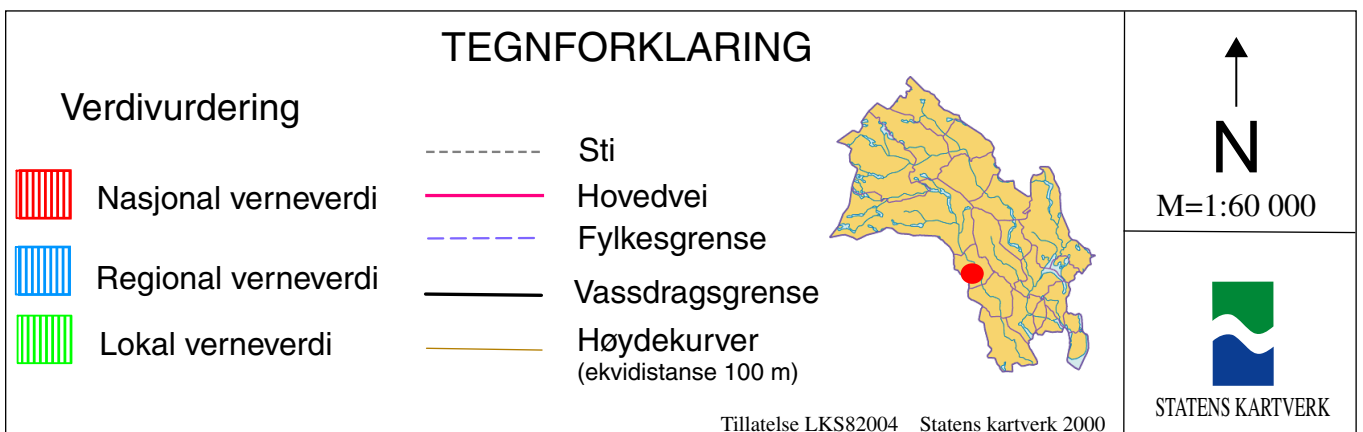 TEGNFORKLARING
Verdivurdering
Nasjonal verneverdi
Regional verneverdi
Lokal verneverdi
Sti
Hovedvei
Fylkesgrense
Vassdragsgrense
Høydekurver
(ekvidistanse 100 m)
Tillatelse LKS82004 Statens kartverk 2000
N
M=1:60 000
STATENS KARTVERK